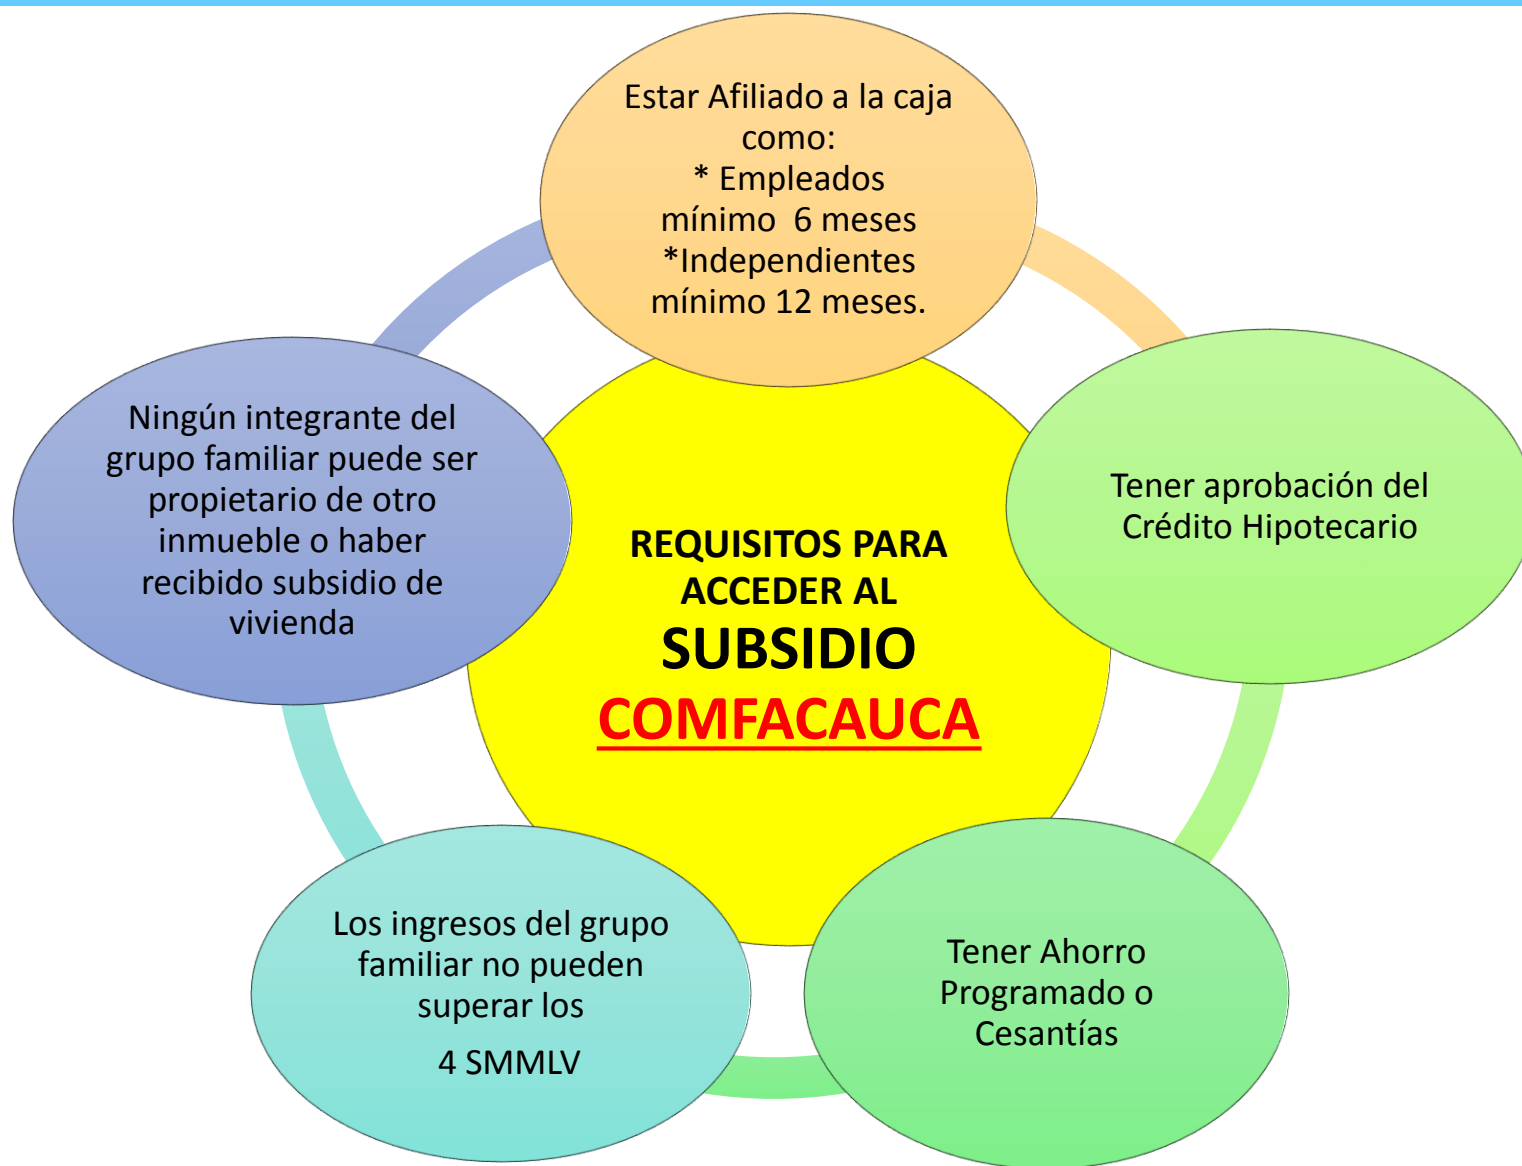 Estar Afiliado a la caja
como:
* Empleados
mínimo 6 meses
*Independientes
mínimo 12 meses.
Tener aprobación del
Crédito Hipotecario
Tener Ahorro
Programado o
Cesantías
Los ingresos del grupo
familiar no pueden
superar los
4 SMMLV
Ningún integrante del
grupo familiar puede ser
propietario de otro
inmueble o haber
recibido subsidio de
vivienda
REQUISITOS PARA
ACCEDER AL
SUBSIDIO
COMFACAUCA